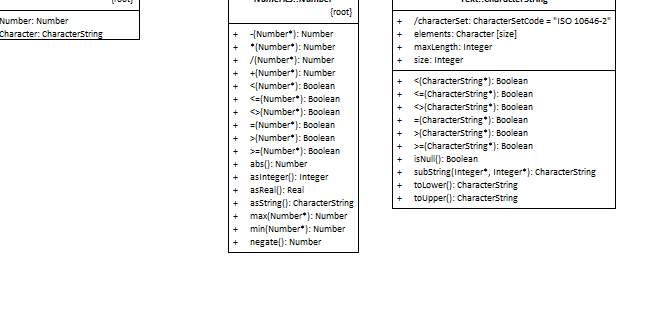 {root}
Number: Number
Character: CharacterString
Numerics::Number
{root}
+ -(Number*): Number
+ *(Number*): Number
+ /(Number*): Number
+ +(Number*): Number
+ <(Number*): Boolean
+ <=(Number*): Boolean
+ <>(Number*): Boolean
+ =(Number*): Boolean
+ >(Number*): Boolean
+ >=(Number*): Boolean
+ abs(): Number
+ asInteger(): Integer
+ asReal(): Real
+ asString(): CharacterString
+ max(Number*): Number
+ min(Number*): Number
+ negate(): Number
Text::CharacterString
+ /characterSet: CharacterSetCode = "ISO 10646-2"
+ elements: Character [size]
+ maxLength: Integer
+ size: Integer
+ <(CharacterString*): Boolean
+ <=(CharacterString*): Boolean
+ <>(CharacterString*): Boolean
+ =(CharacterString*): Boolean
+ >(CharacterString*): Boolean
+ >=(CharacterString*): Boolean
+ isNull(): Boolean
+ subString(Integer*, Integer*): CharacterString
+ toLower(): CharacterString
+ toUpper(): CharacterString